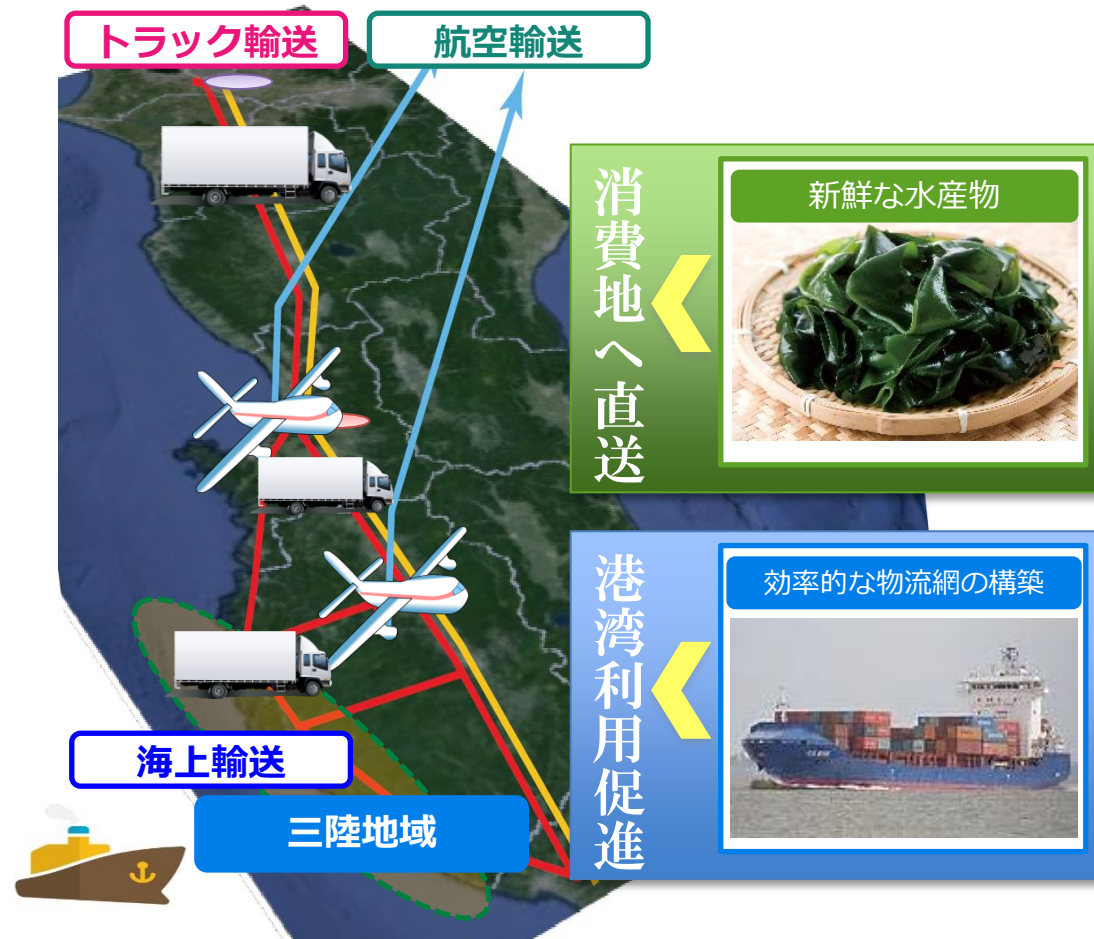 トラック輸送
航空輸送
消費地へ直送
新鮮な水産物
港湾利用促進
効率的な物流網の構築
海上輸送
三陸地域